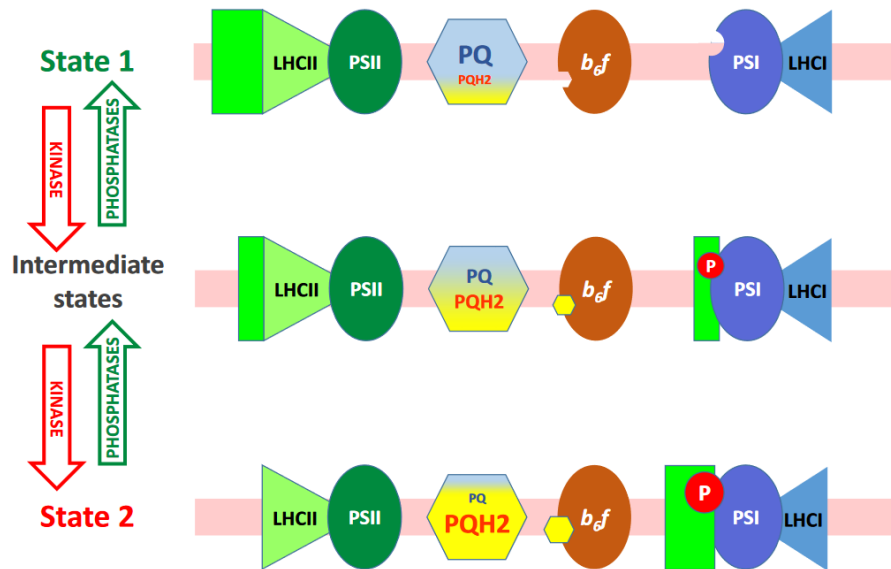 State 1
KINASE
PHOSPHATASES
LHCII
PSII
PQ
PQH2
b₆f
PSI
LHCI
Intermediate
states
LHCII
PSII
PQ
PQH2
b₆f
P
PSI
LHCI
KINASE
PHOSPHATASES
State 2
LHCII
PSII
PQ
PQH2
b₆f
P
PSI
LHCI